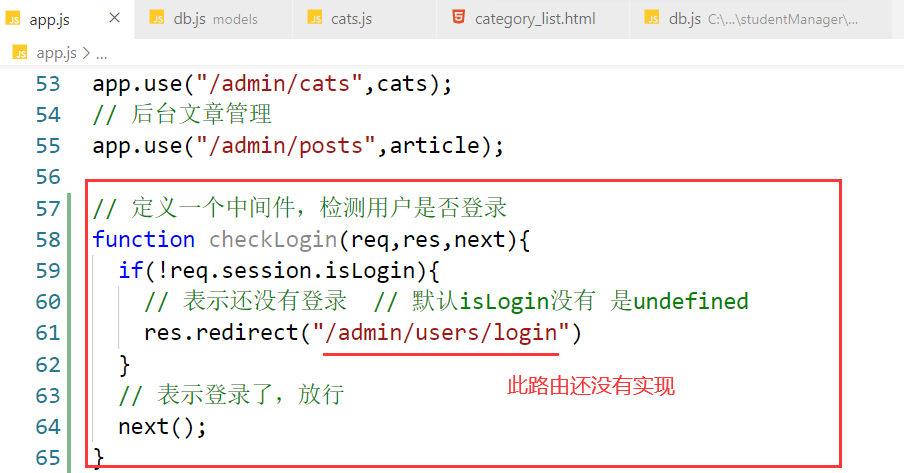 JS app.js × JS db.js models JS cats.js 5 category_list.html JS db.js C:\...\studentManager\...
JS app.js > ...
53 app.use("/admin/cats",cats);
54 // 后台文章管理
55 app.use("/admin/posts",article);
56
57 // 定义一个中间件，检测用户是否登录
58 function checkLogin(req,res,next){
59 if(!req.session.isLogin){
60 // 表示还没有登录 // 默认isLogin没有 是undefined
61 res.redirect("/admin/users/login")
62 }
此路由还没有实现
63 // 表示登录了，放行
64 next();
65 }